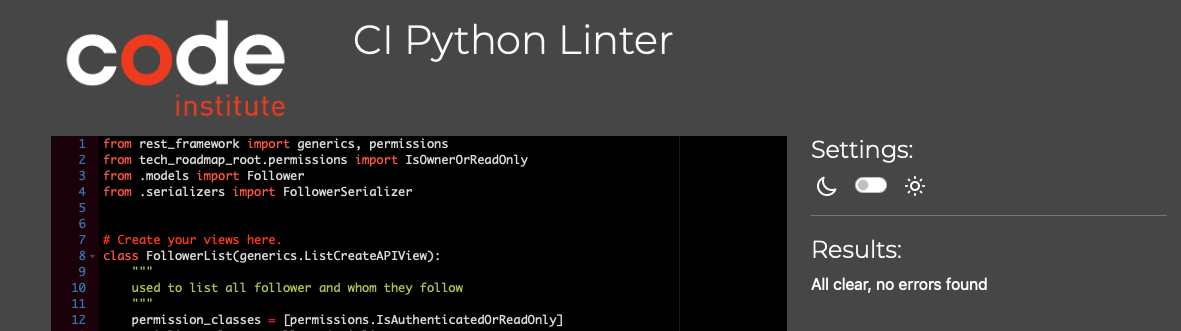 code
institute
CI Python Linter
1 from rest_framework import generics, permissions
2 from tech_roadmap_root.permissions import IsOwnerOrReadOnly
3 from .models import Follower
4 from .serializers import FollowerSerializer
5
6
7 # Create your views here.
8 class FollowerList(generics.ListCreateAPIView):
9 """
10 used to list all follower and whom they follow
11 """
12 permission_classes = [permissions.IsAuthenticatedOrReadOnly]
Settings:
Results:
All clear, no errors found